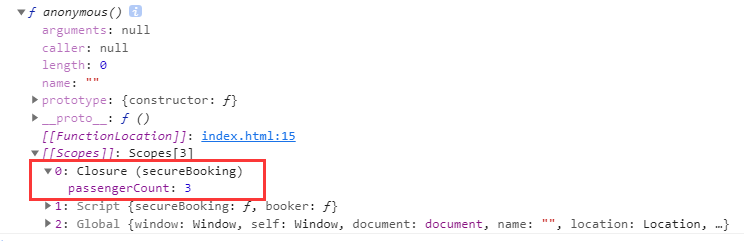 f anonymous() i
arguments: null
caller: null
length: 0
name: ""
prototype: {constructor: f}
__proto__: f ()
[[FunctionLocation]]: index.html:15
[[Scopes]]: Scopes[3]
0: Closure (secureBooking)
passengerCount: 3
1: Script {secureBooking: f, booker: f}
2: Global {window: Window, self: Window, document: document, name: "", location: Location, …}